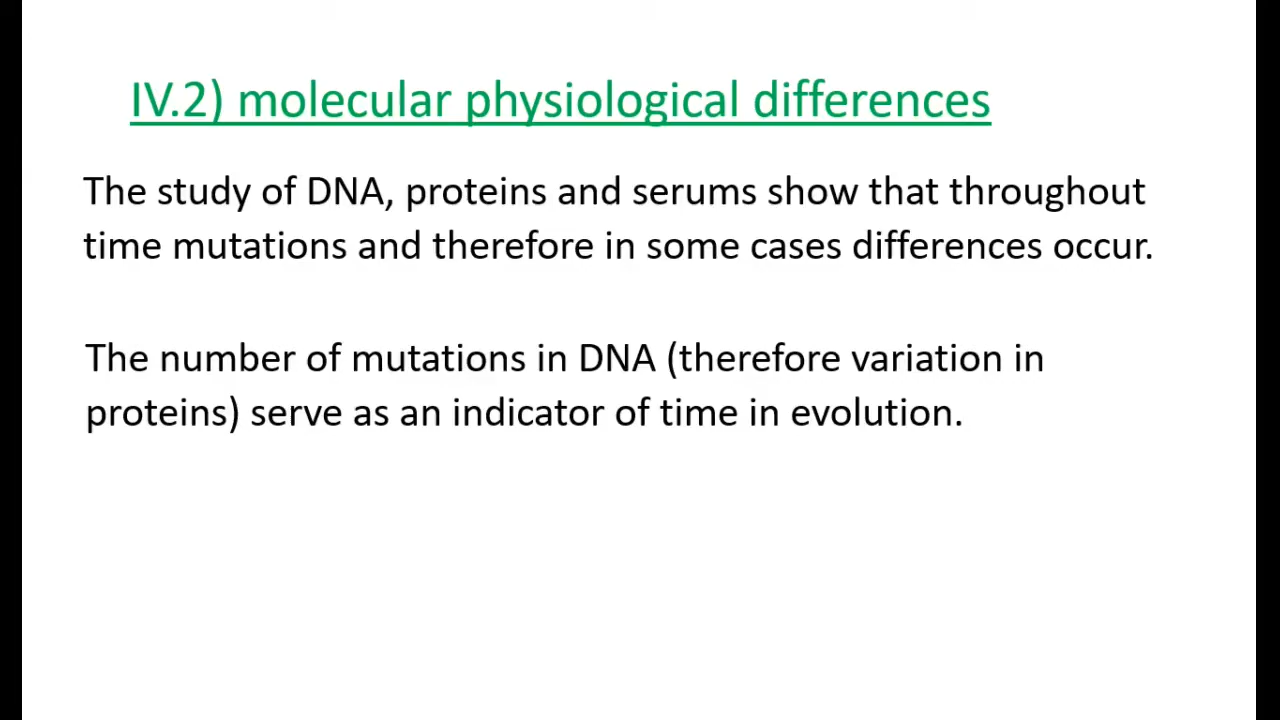 IV.2) molecular physiological differences
The study of DNA, proteins and serums show that throughout
time mutations and therefore in some cases differences occur.
The number of mutations in DNA (therefore variation in
proteins) serve as an indicator of time in evolution.